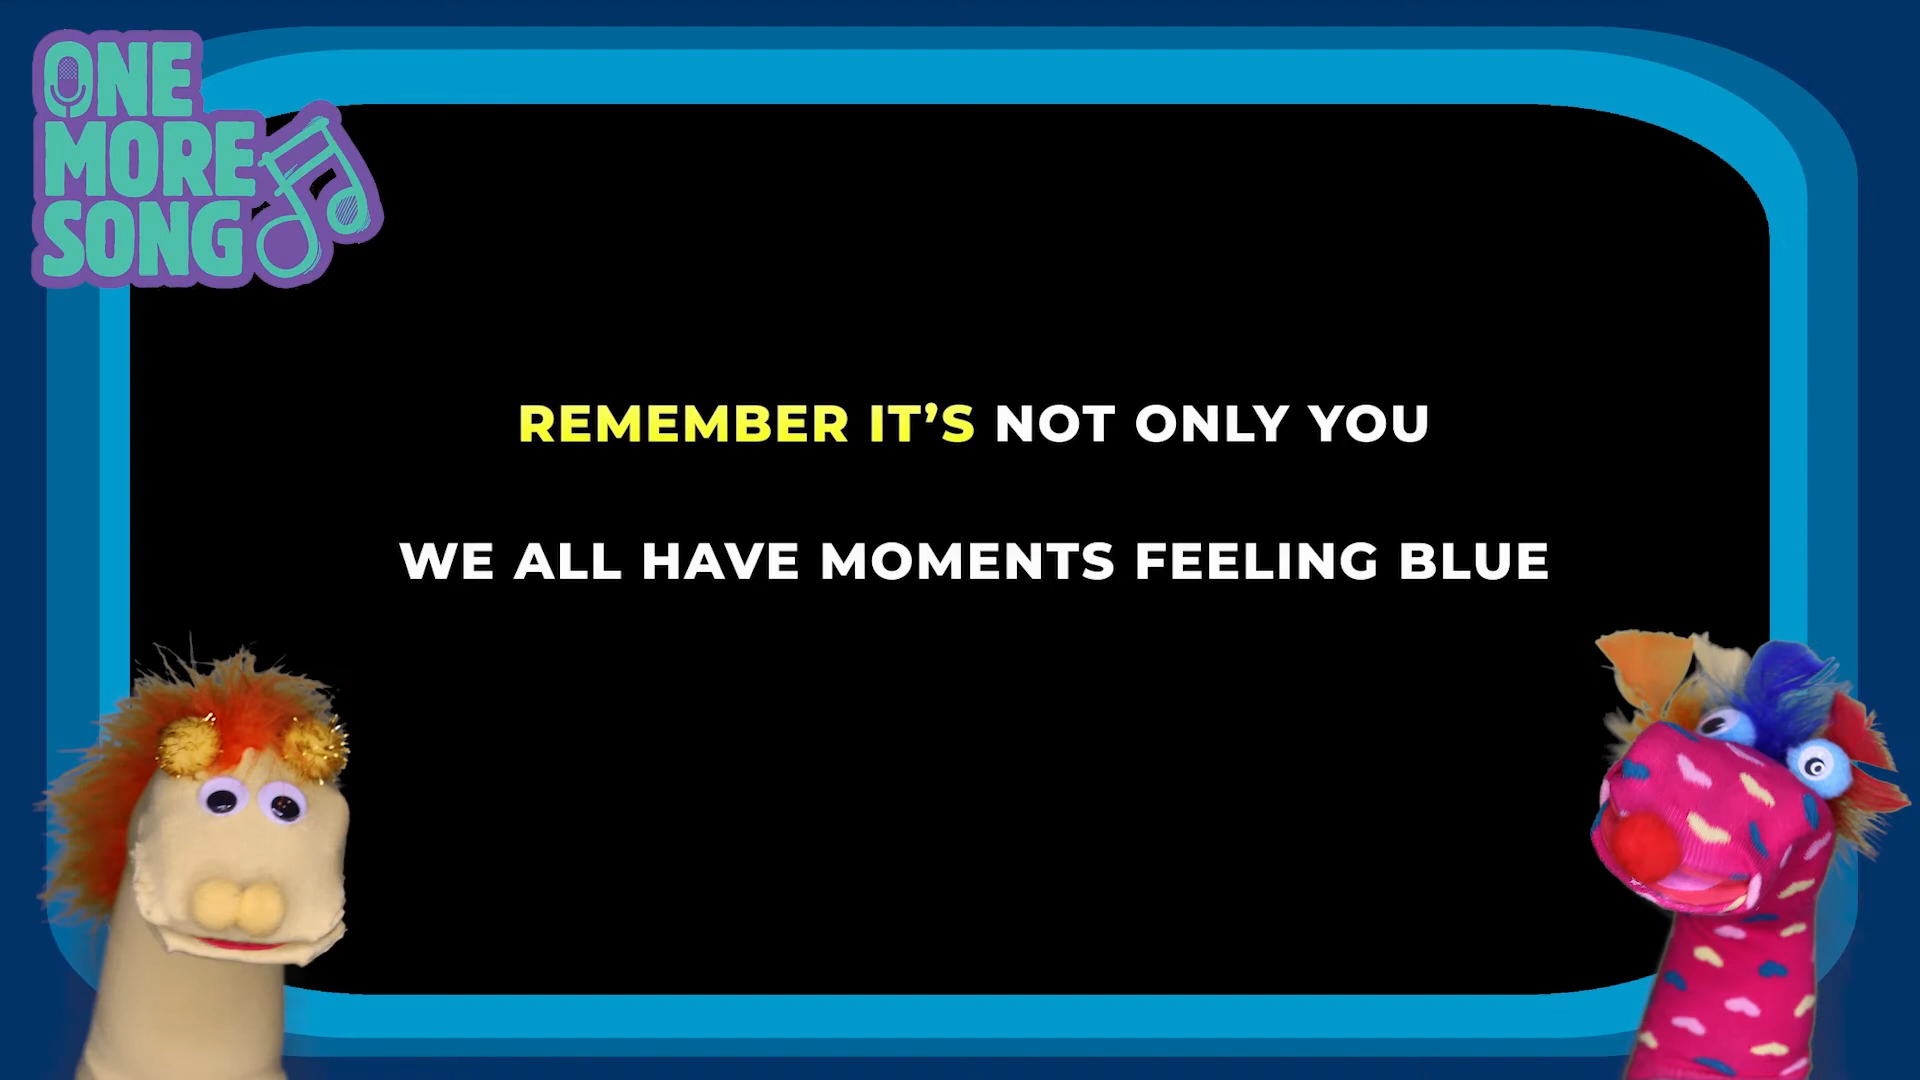 ONE
MORE
SONG
REMEMBER IT'S NOT ONLY YOU
WE ALL HAVE MOMENTS FEELING BLUE